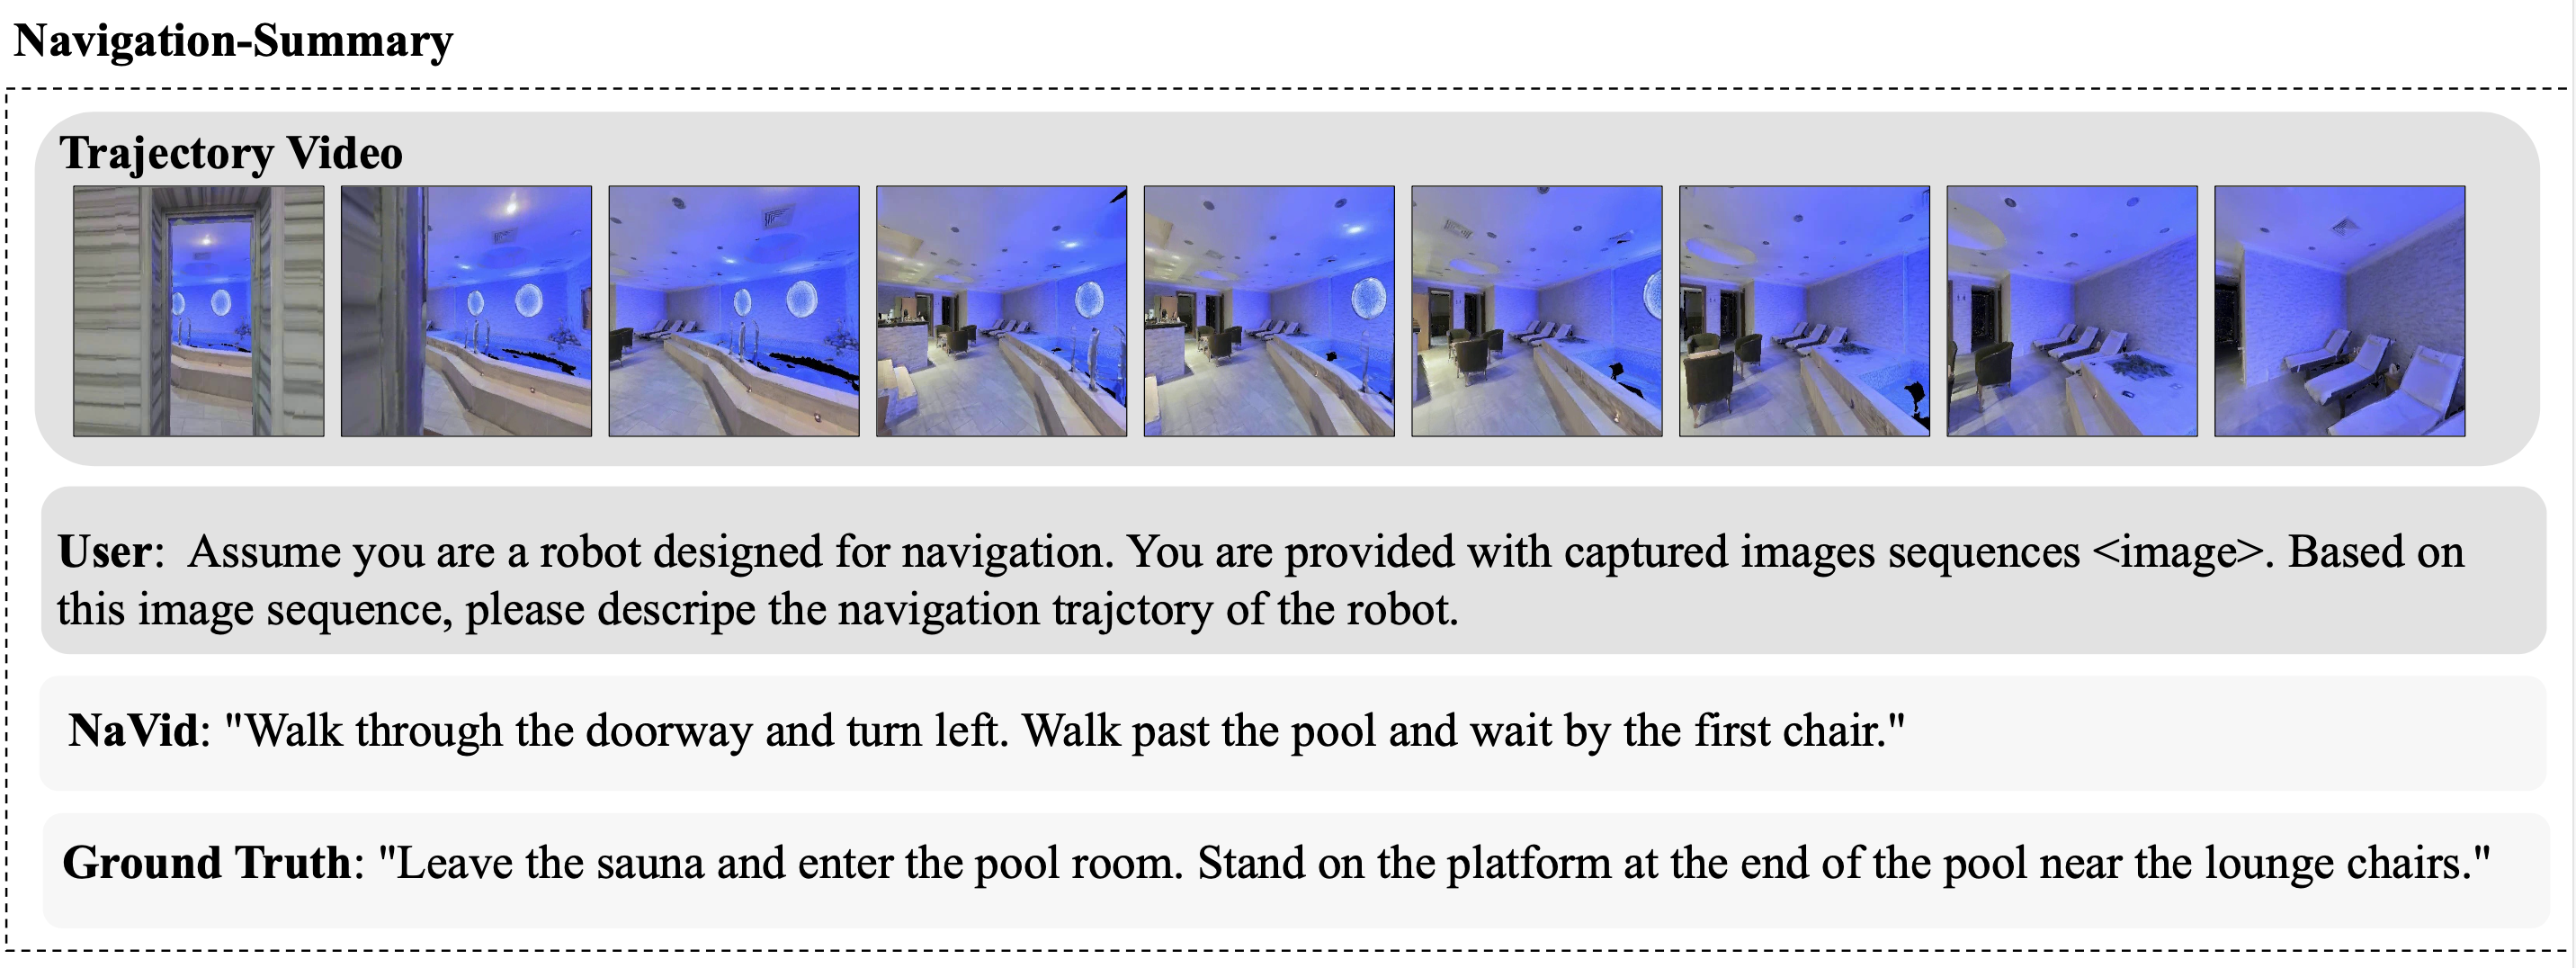 Navigation-Summary
Trajectory Video
User: Assume you are a robot designed for navigation. You are provided with captured images sequences <image>. Based on
this image sequence, please descripe the navigation trajctory of the robot.
NaVid: "Walk through the doorway and turn left. Walk past the pool and wait by the first chair."
Ground Truth: "Leave the sauna and enter the pool room. Stand on the platform at the end of the pool near the lounge chairs."